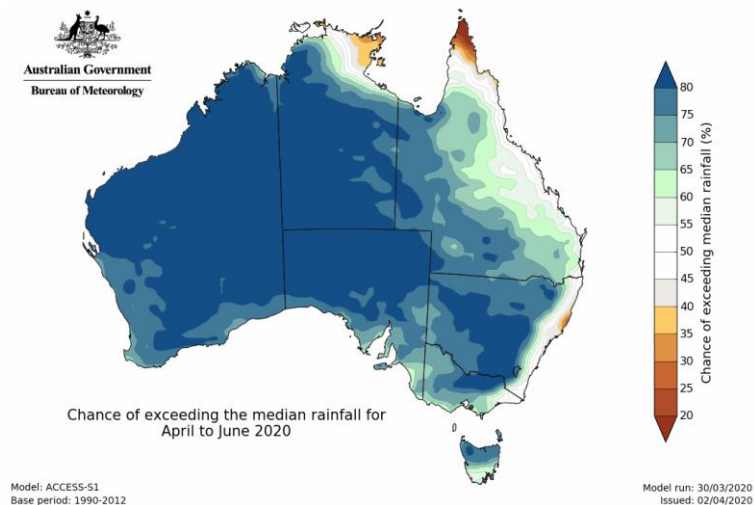 Australian Government
Bureau of Meteorology
80
75
70
65
60
55
50
45
40
35
30
25
20
Chance of exceeding median rainfall (%)
Chance of exceeding the median rainfall for
April to June 2020
Model: ACCESS-S1
Base period: 1990-2012
Model run: 30/03/2020
Issued: 02/04/2020